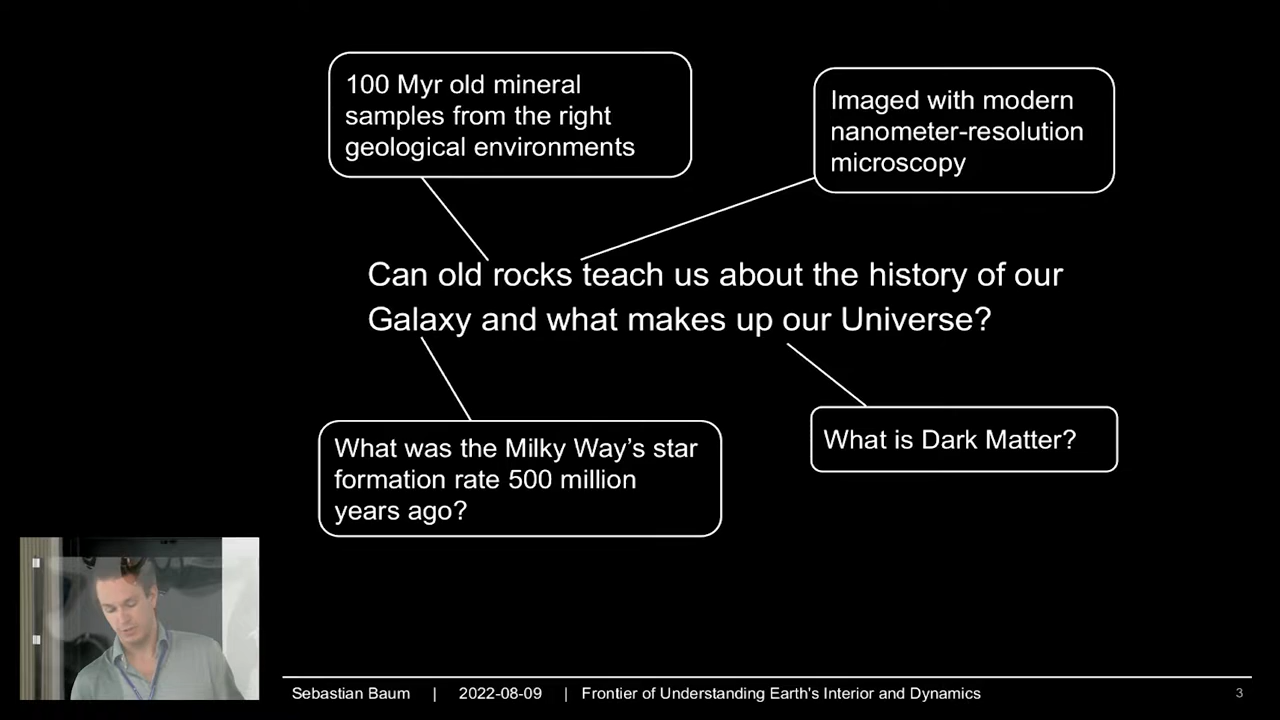 100 Myr old mineral
samples from the right
geological environments
Imaged with modern
nanometer-resolution
microscopy
Can old rocks teach us about the history of our
Galaxy and what makes up our Universe?
What was the Milky Way’s star
formation rate 500 million
years ago?
What is Dark Matter?
Sebastian Baum | 2022-08-09 | Frontier of Understanding Earth's Interior and Dynamics 3